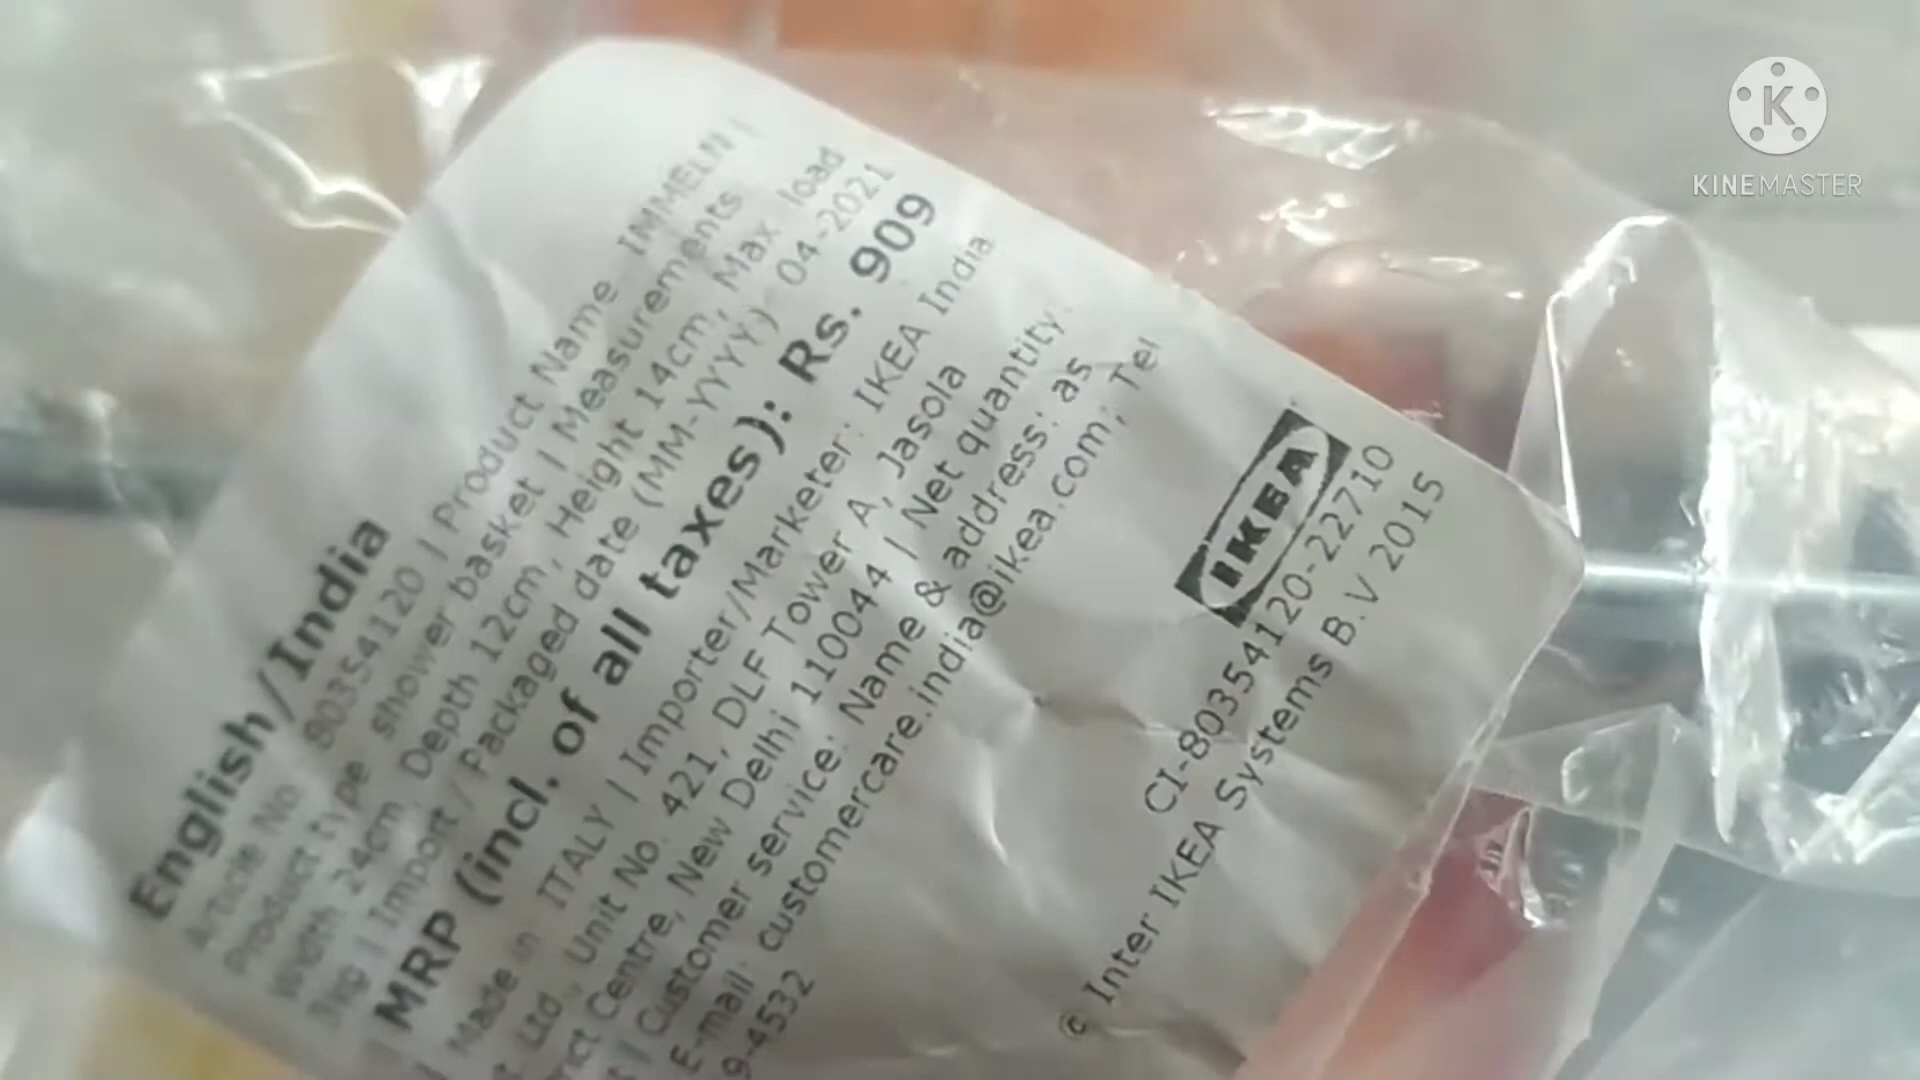 English/India
Article No. 80354120 | Product Name IMMELN |
Product type shower basket | Measurements
Width 24cm, Depth 12cm, Height 14cm, Max load
3kg | Import / Packaged date (MM-YYYY) 04-2021
MRP (incl. of all taxes): Rs. 909
| Made in ITALY | Importer/Marketer: IKEA India
Ltd., Unit No. 421, DLF Tower A, Jasola
Centre, New Delhi 110044 | Net quantity:
| Customer service: Name & address: as
E-mail: customercare.india@ikea.com; Tel
9-4532
IKEA
CI-80354120-22710
© Inter IKEA Systems B.V 2015
K
KINEMASTER